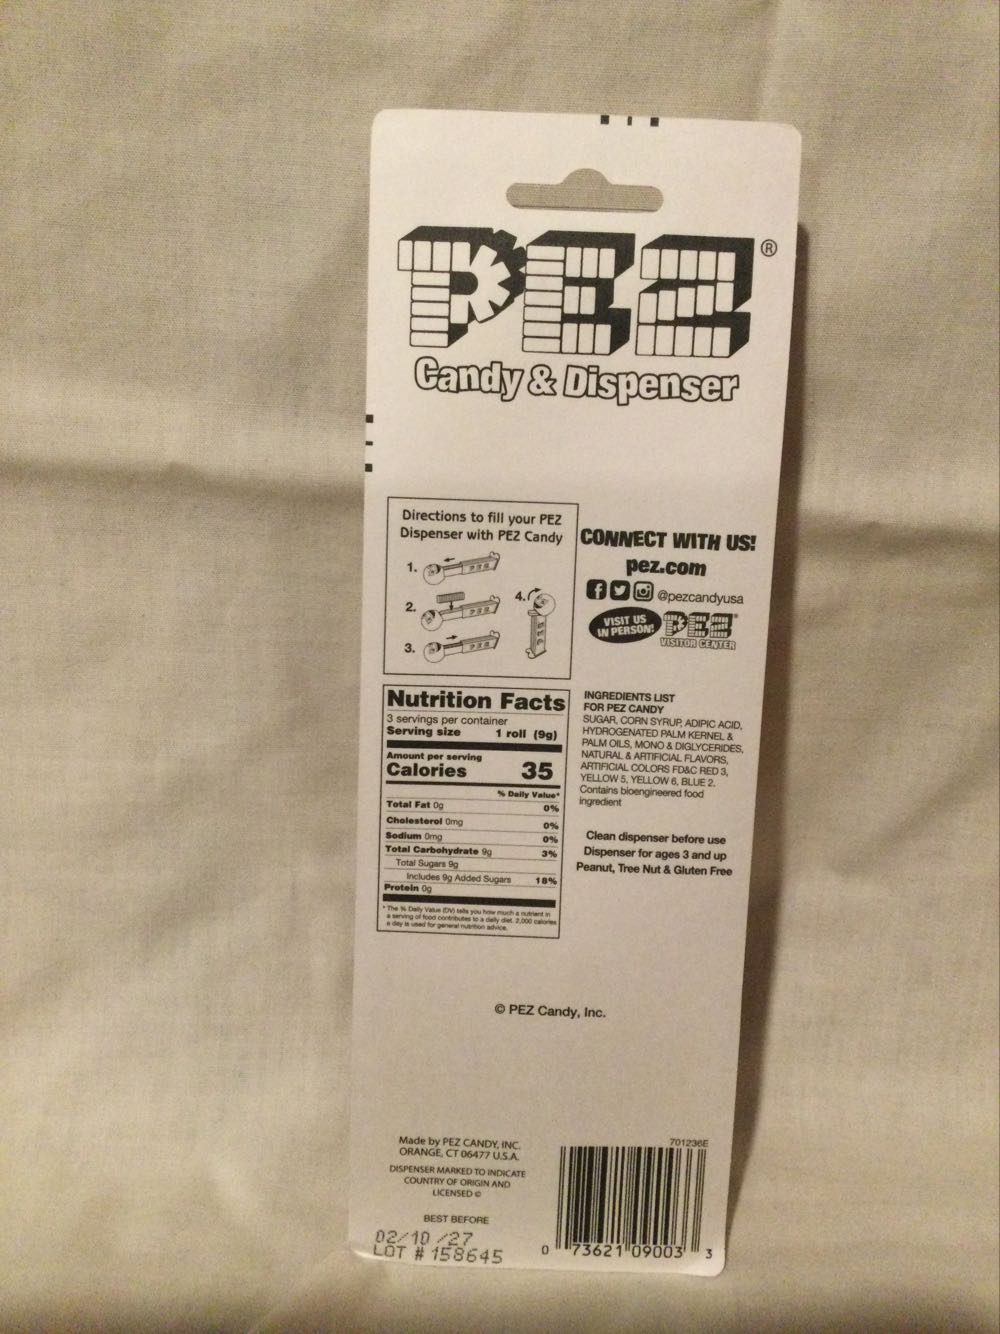 PEZ®
Candy & Dispenser
Directions to fill your PEZ
Dispenser with PEZ Candy
1.
2.
3.
4.
CONNECT WITH US!
pez.com
@pezcandyusa
VISIT US
IN PERSON!
PEZ
VISITOR CENTER
Nutrition Facts
3 servings per container
Serving size 1 roll (9g)
Amount per serving
Calories 35
% Daily Value*
Total Fat 0g 0%
Cholesterol 0mg 0%
Sodium 0mg 0%
Total Carbohydrate 9g 3%
Total Sugars 9g
Includes 9g Added Sugars 18%
Protein 0g
* The % Daily Value (DV) tells you how much a nutrient in
a serving of food contributes to a daily diet. 2,000 calories
a day is used for general nutrition advice.
INGREDIENTS LIST
FOR PEZ CANDY
SUGAR, CORN SYRUP, ADIPIC ACID,
HYDROGENATED PALM KERNEL &
PALM OILS, MONO & DIGLYCERIDES,
NATURAL & ARTIFICIAL FLAVORS,
ARTIFICIAL COLORS FD&C RED 3,
YELLOW 5, YELLOW 6, BLUE 2.
Contains bioengineered food
ingredient
Clean dispenser before use
Dispenser for ages 3 and up
Peanut, Tree Nut & Gluten Free
© PEZ Candy, Inc.
Made by PEZ CANDY, INC.
ORANGE, CT 06477 U.S.A.
DISPENSER MARKED TO INDICATE
COUNTRY OF ORIGIN AND
LICENSED ©
BEST BEFORE
02/10/27
LOT # 158645
701236E
0 73621 09003 3